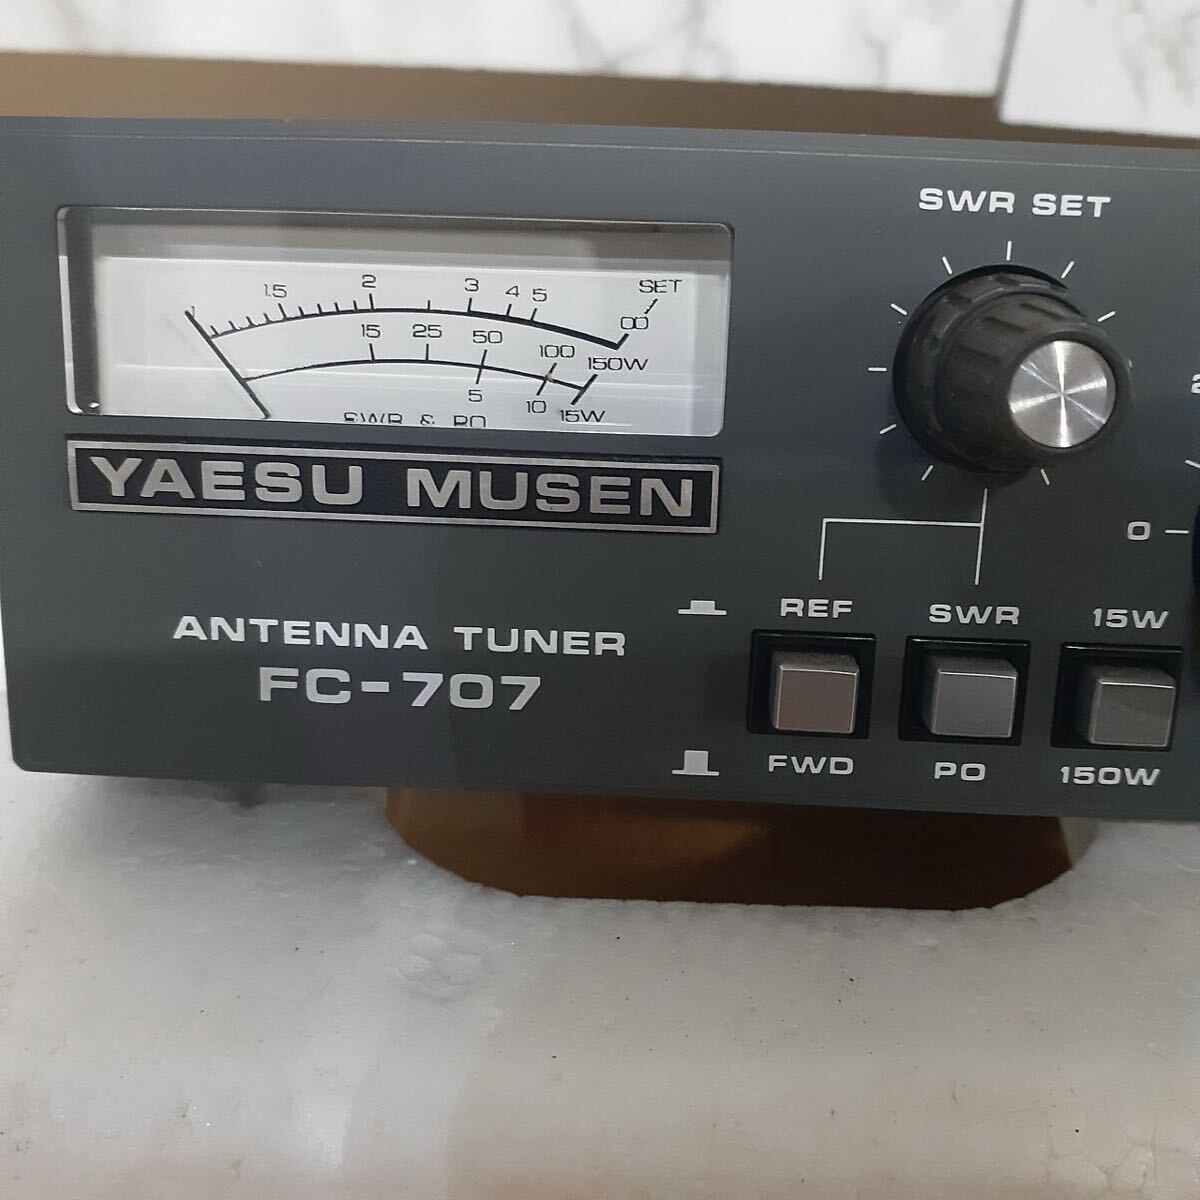 SWR SET
1.5 2 3 4 5 SET
∞
15 25 50 100 150W
5 10 15W
SWR & PO
YAESU MUSEN
0
ANTENNA TUNER
FC-707
REF SWR 15W
FWD PO 150W